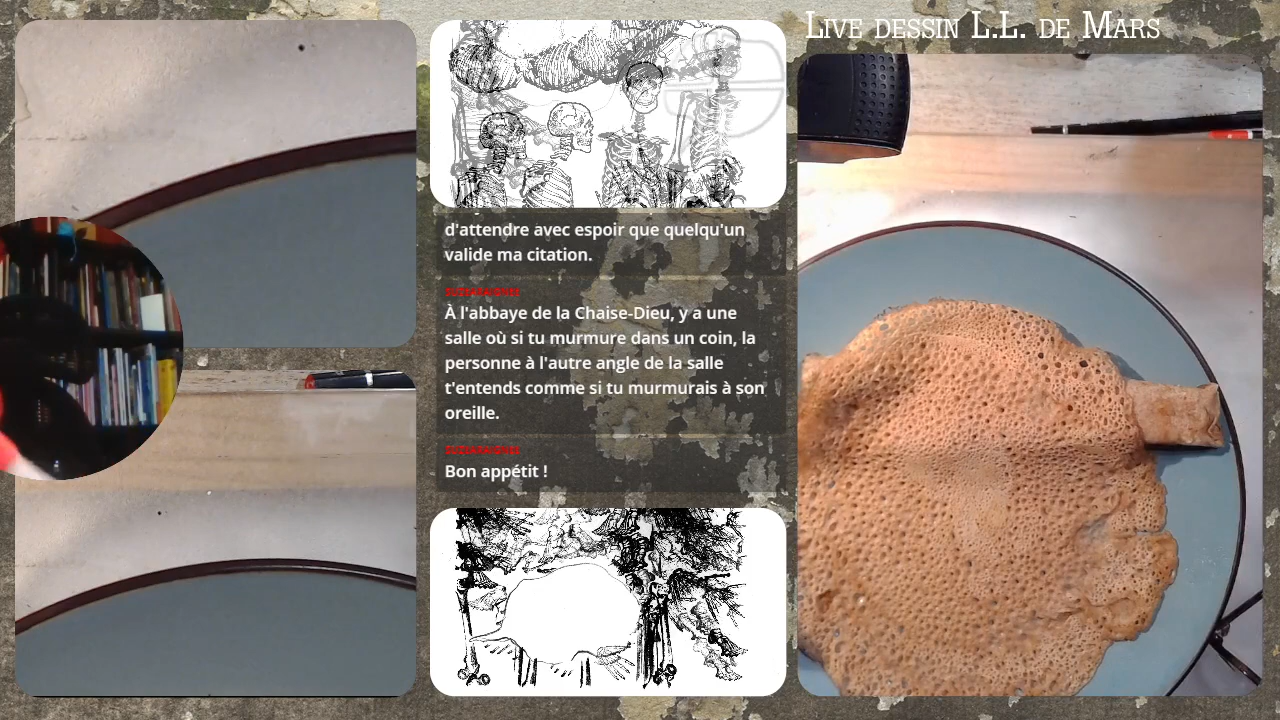 Live dessin L.L. de Mars
d'attendre avec espoir que quelqu'un
valide ma citation.
À l'abbaye de la Chaise-Dieu, y a une
salle où si tu murmure dans un coin, la
personne à l'autre angle de la salle
t'entends comme si tu murmurais à son
oreille.
Bon appétit !